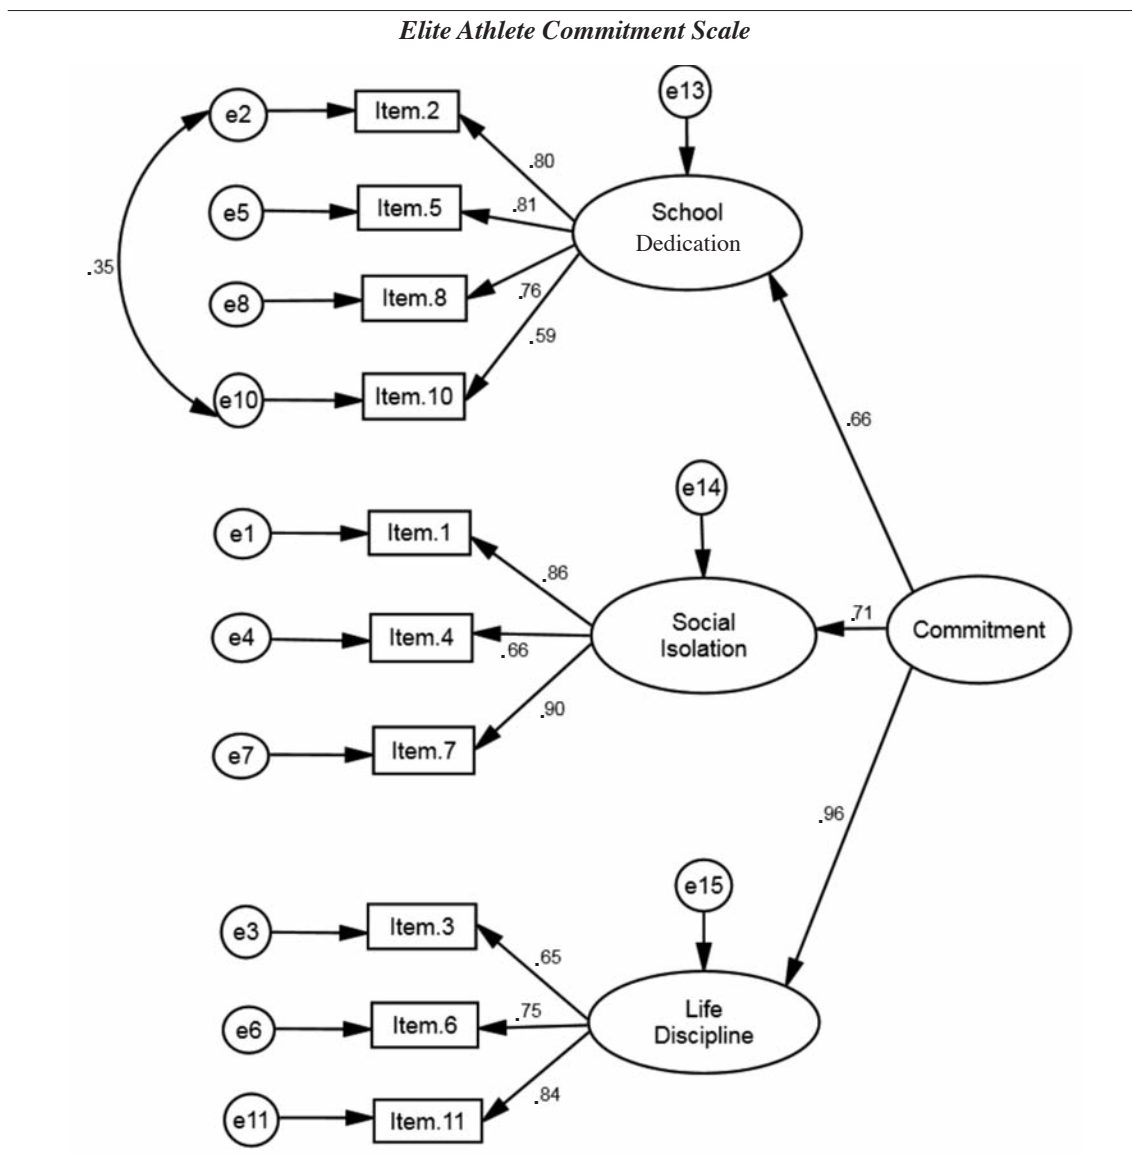 Elite Athlete Commitment Scale
e13
e2
Item.2
.80
e5
Item.5
.81
School
Dedication
.35
e8
Item.8
.76
.59
e10
Item.10
.66
e14
e1
Item.1
.86
e4
Item.4
.66
Social
Isolation
.71
Commitment
.90
e7
Item.7
.96
e15
e3
Item.3
.65
e6
Item.6
.75
Life
Discipline
.84
e11
Item.11